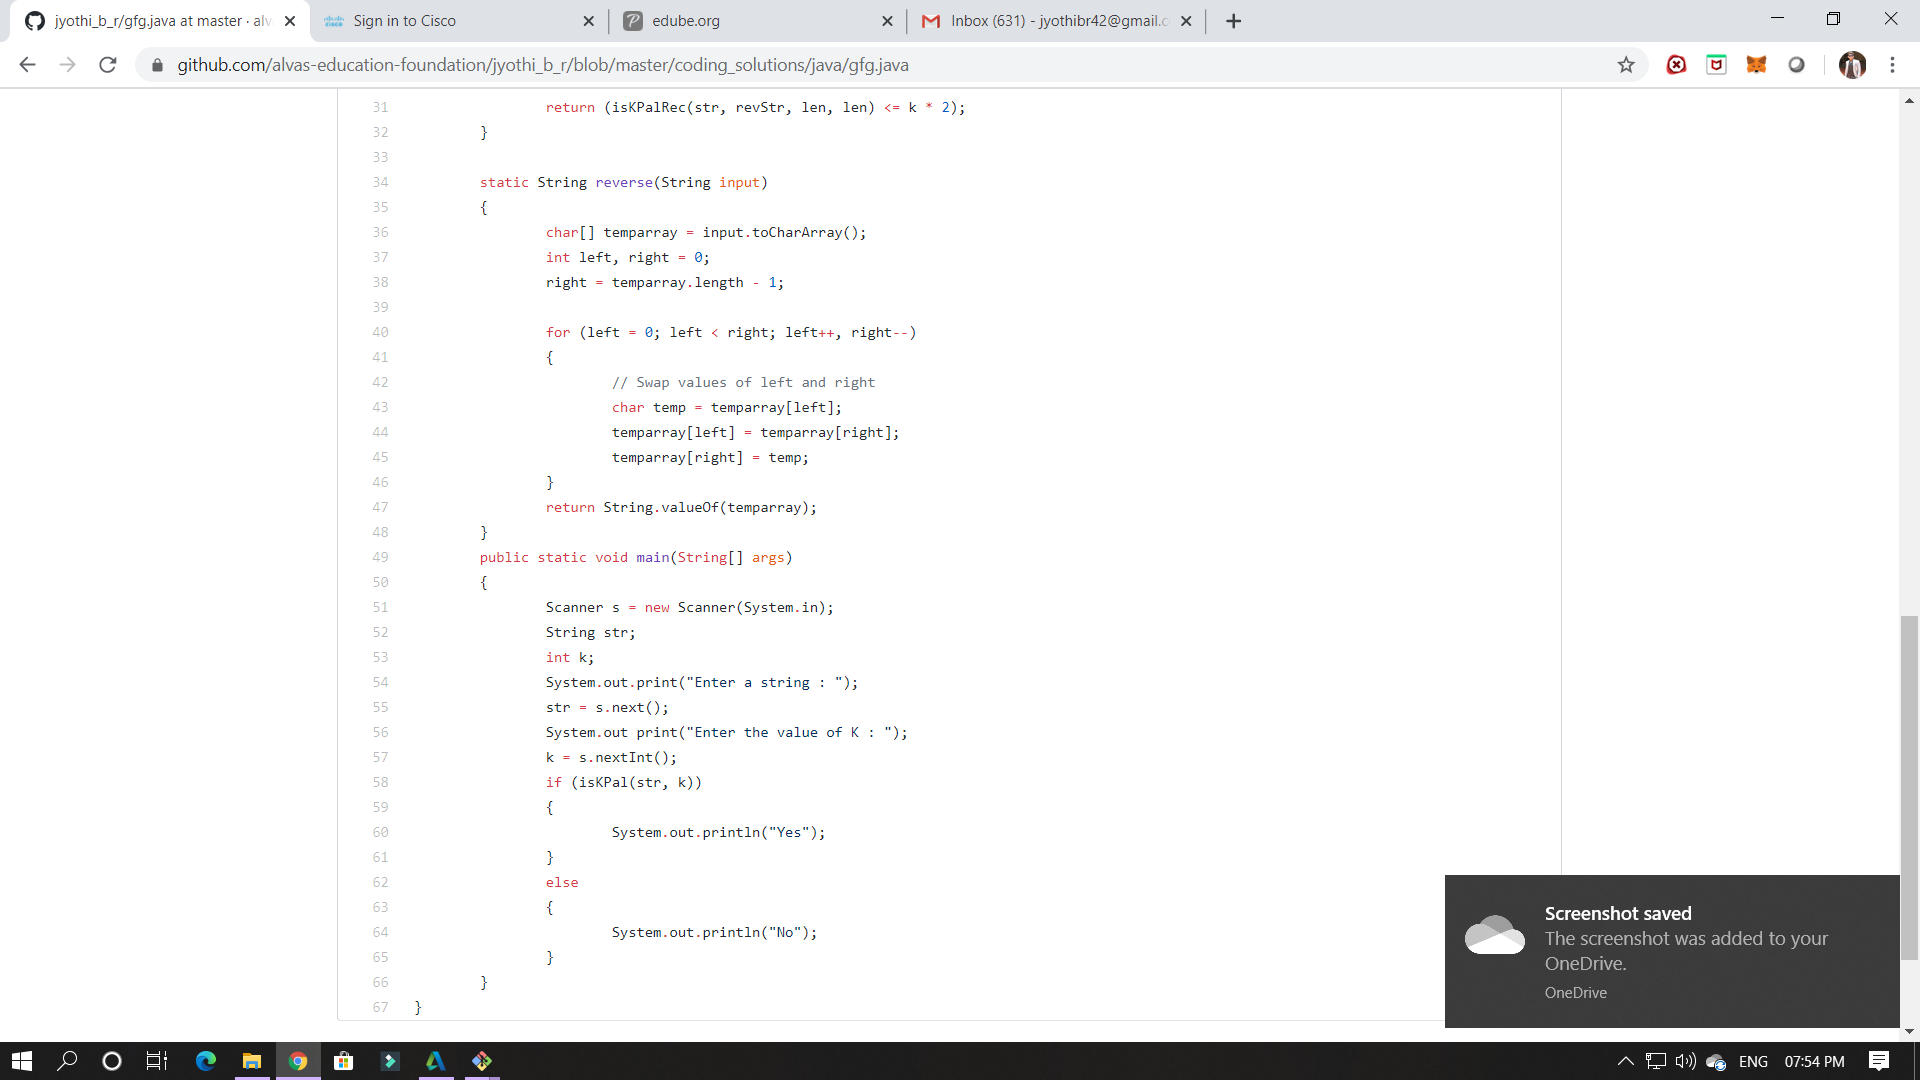 jyothi_b_r/gfg.java at master · alv
Sign in to Cisco
edube.org
Inbox (631) - jyothibr42@gmail.c
github.com/alvas-education-foundation/jyothi_b_r/blob/master/coding_solutions/java/gfg.java
31 return (isKPalRec(str, revStr, len, len) <= k * 2);
32 }
33
34 static String reverse(String input)
35 {
36 char[] temparray = input.toCharArray();
37 int left, right = 0;
38 right = temparray.length - 1;
39
40 for (left = 0; left < right; left++, right--)
41 {
42 // Swap values of left and right
43 char temp = temparray[left];
44 temparray[left] = temparray[right];
45 temparray[right] = temp;
46 }
47 return String.valueOf(temparray);
48 }
49 public static void main(String[] args)
50 {
51 Scanner s = new Scanner(System.in);
52 String str;
53 int k;
54 System.out.print("Enter a string : ");
55 str = s.next();
56 System.out print("Enter the value of K : ");
57 k = s.nextInt();
58 if (isKPal(str, k))
59 {
60 System.out.println("Yes");
61 }
62 else
63 {
64 System.out.println("No");
65 }
66 }
67 }
Screenshot saved
The screenshot was added to your
OneDrive.
OneDrive
ENG
07:54 PM